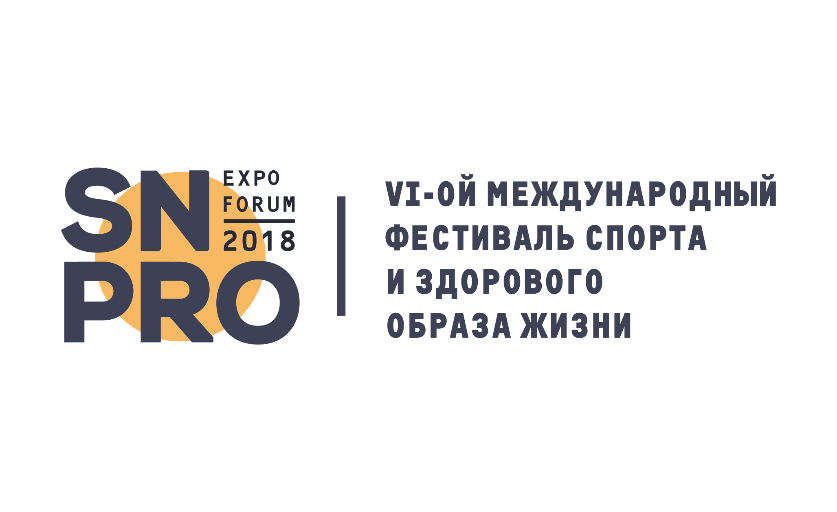 SN
PRO
EXPO
FORUM
2018
VI-ОЙ МЕЖДУНАРОДНЫЙ
ФЕСТИВАЛЬ СПОРТА
И ЗДОРОВОГО
ОБРАЗА ЖИЗНИ